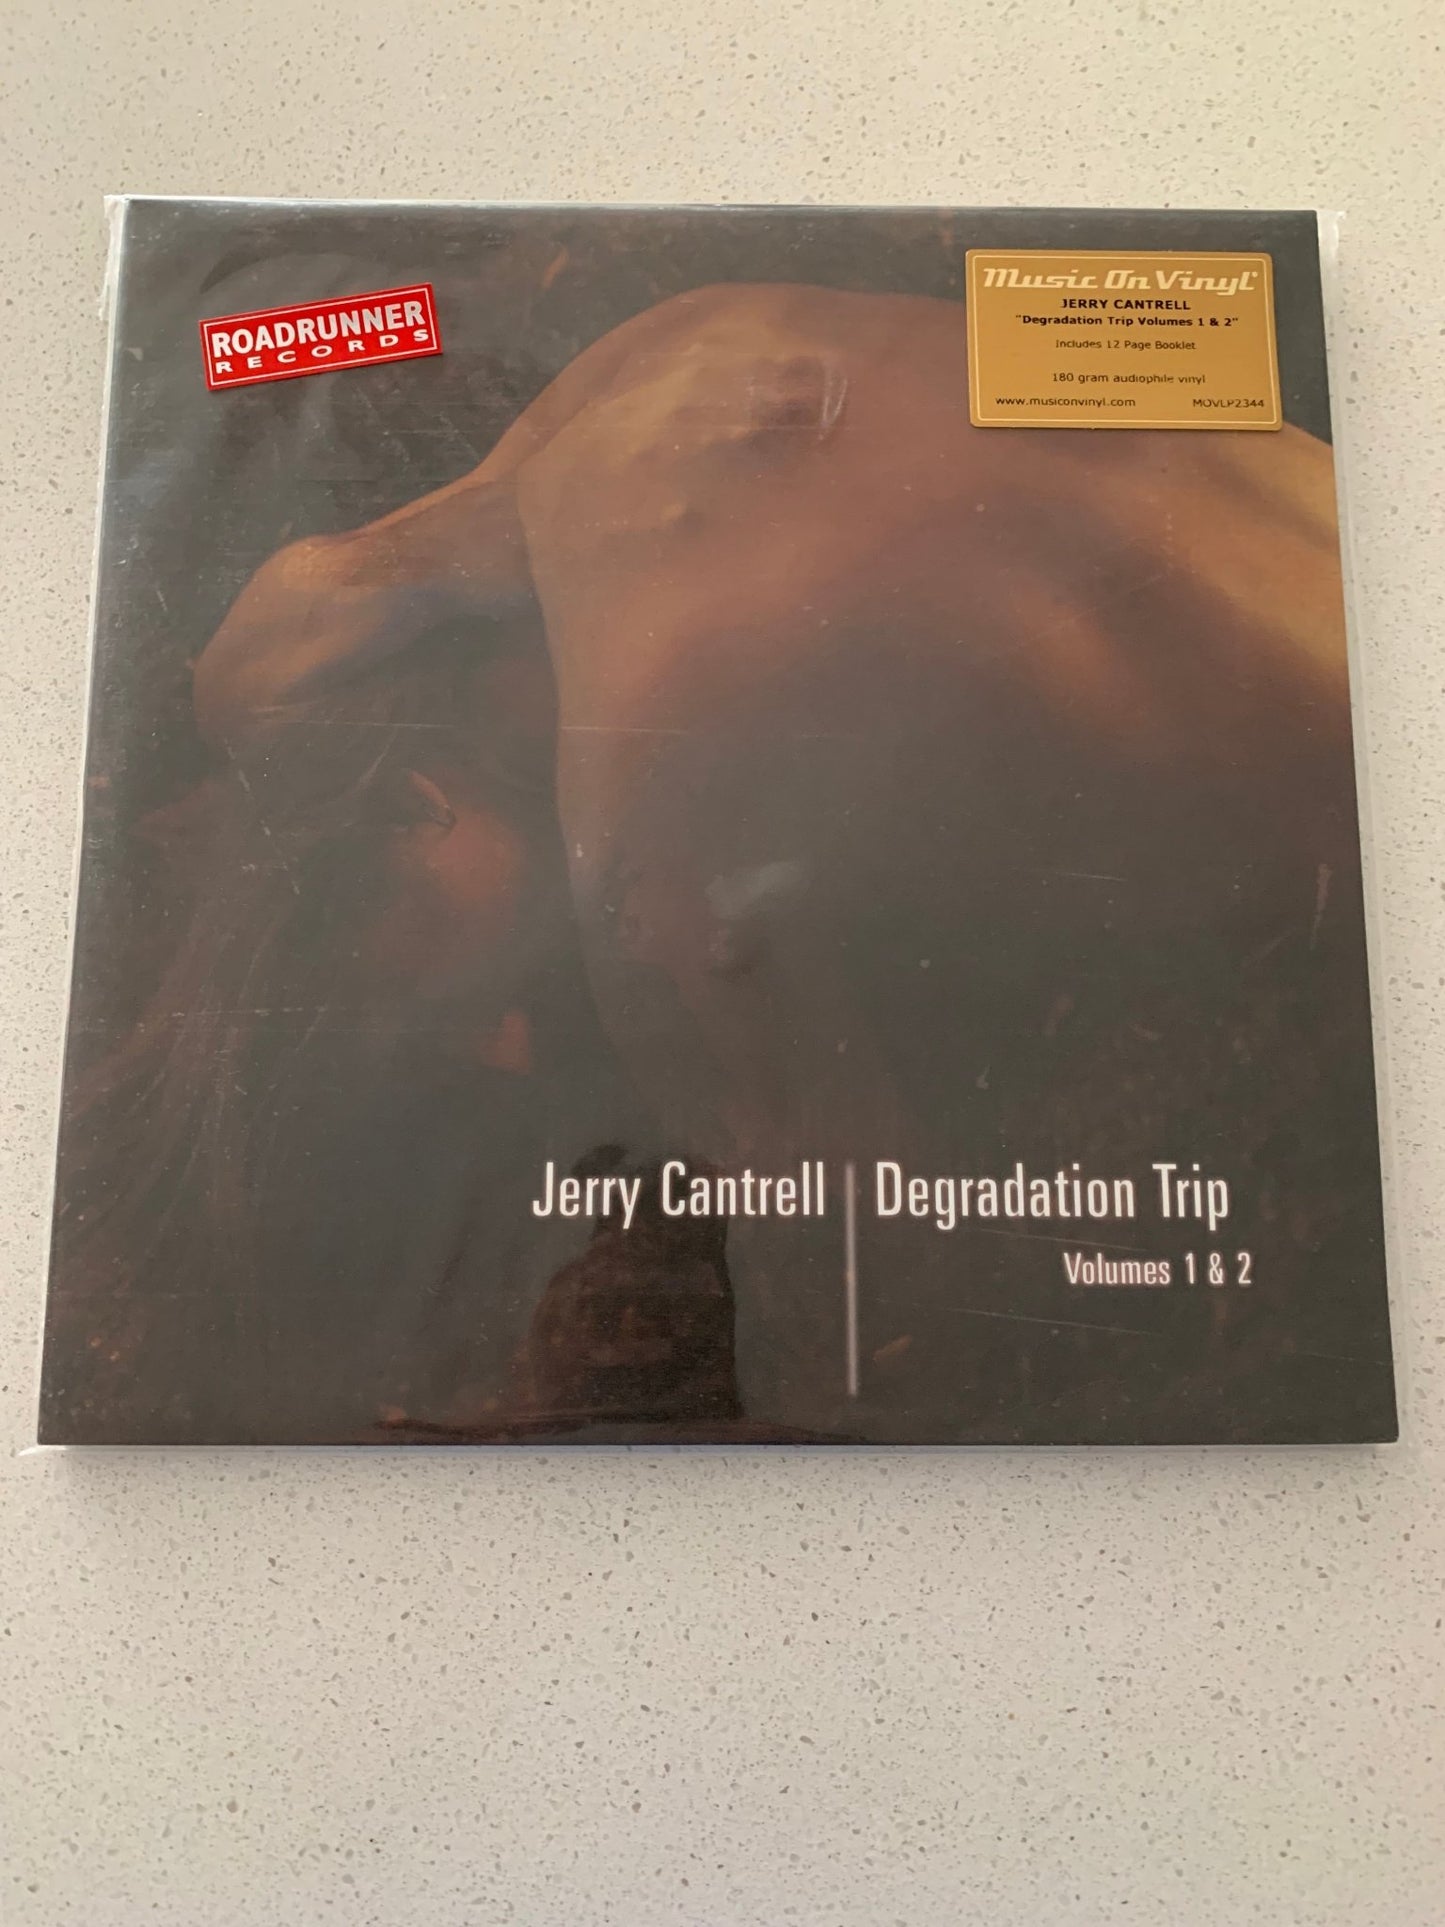 ROADRUNNER
RECORDS
Music On Vinyl®
JERRY CANTRELL
"Degradation Trip Volumes 1 & 2"
Includes 12 Page Booklet
180 gram audiophile vinyl
www.musiconvinyl.com MOVLP2344
Jerry Cantrell | Degradation Trip
Volumes 1 & 2